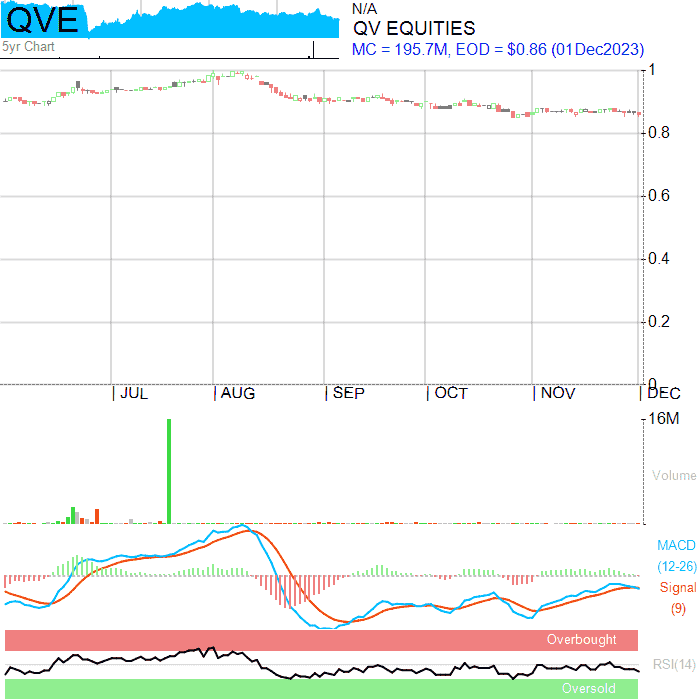 QVE
5yr Chart
N/A
QV EQUITIES
MC = 195.7M, EOD = $0.86 (01Dec2023)
1
0.8
0.6
0.4
0.2
0
| JUL | AUG | SEP | OCT | NOV | DEC
16M
Volume
MACD
(12-26)
Signal
(9)
Overbought
RSI(14)
Oversold